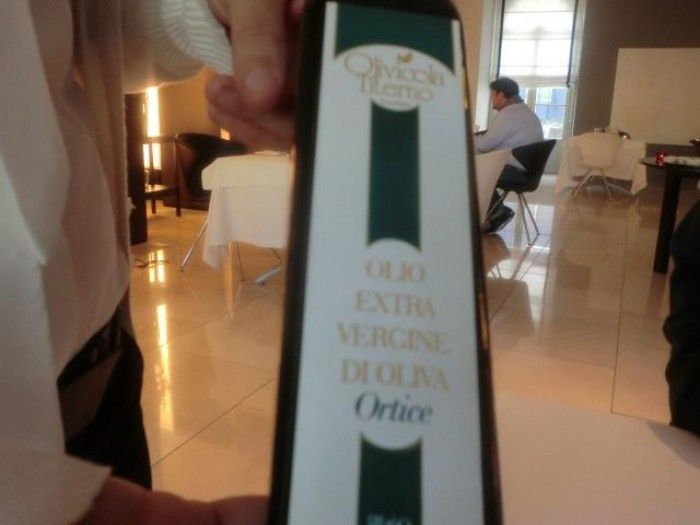 Olivicola
Titerno
OLIO
EXTRA
VERGINE
DI OLIVA
Ortice